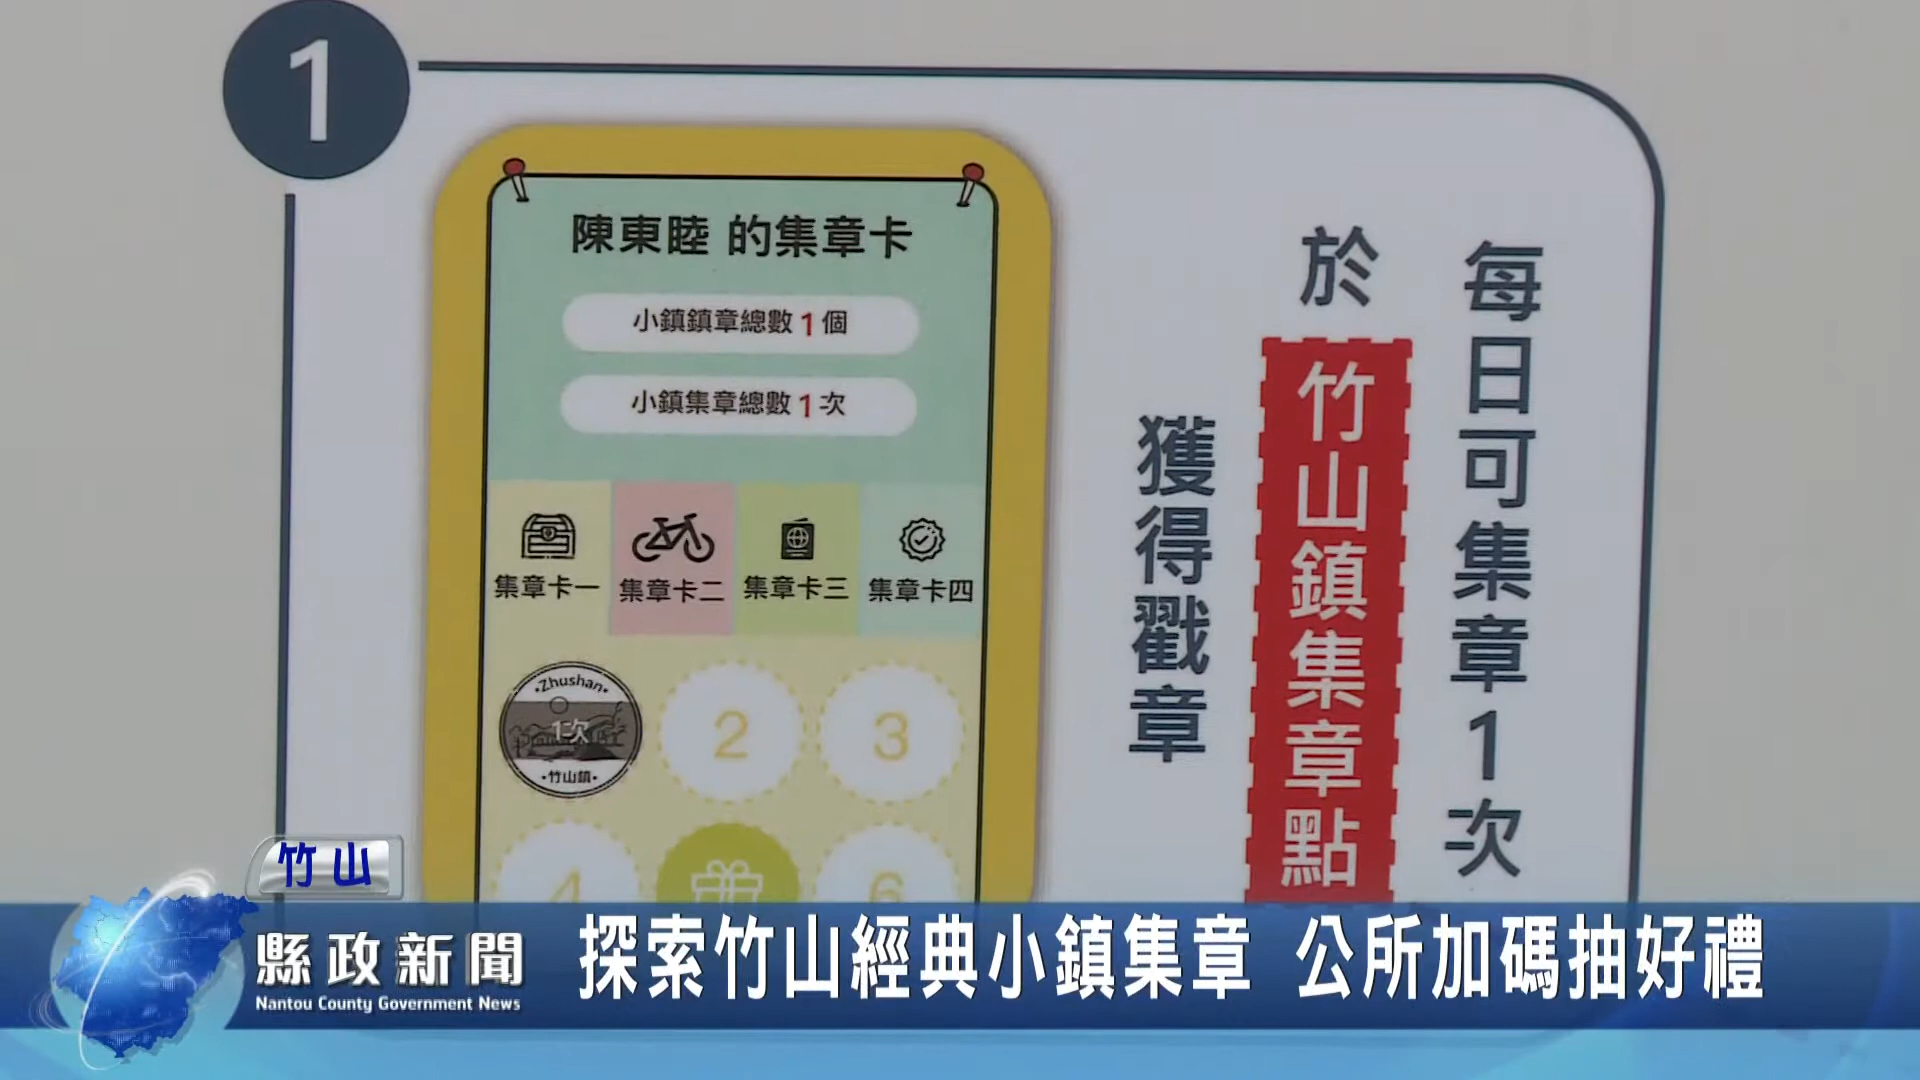 1
陳東睦 的集章卡
小鎮鎮章總數 1 個
小鎮集章總數 1 次
集章卡一
集章卡二
集章卡三
集章卡四
Zhushan
1次
竹山鎮
2
3
4
6
每日可集章1次
於竹山鎮集章點
獲得戳章
竹山
縣政新聞
Nantou County Government News
探索竹山經典小鎮集章 公所加碼抽好禮